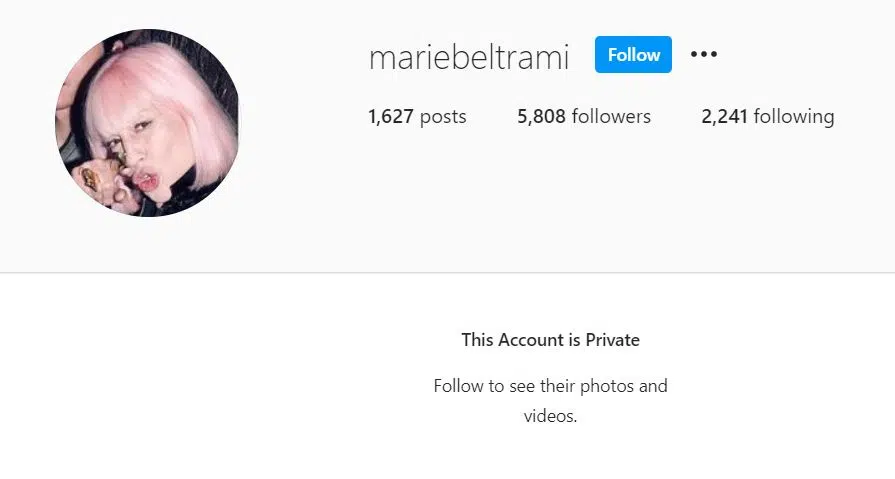 mariebeltrami Follow •••
1,627 posts 5,808 followers 2,241 following
This Account is Private
Follow to see their photos and
videos.